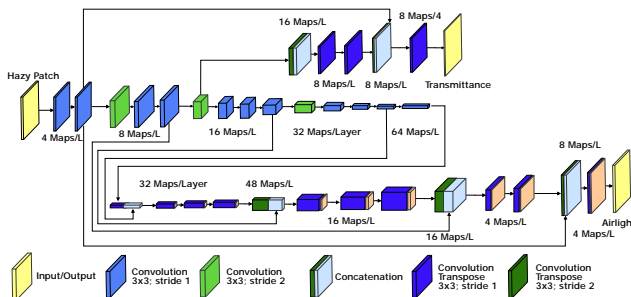 16 Maps/L
8 Maps/4
Hazy Patch
8 Maps/L
8 Maps/L
Transmittance
4 Maps/L
8 Maps/L
16 Maps/L
32 Maps/Layer
64 Maps/L
8 Maps/L
32 Maps/Layer
48 Maps/L
16 Maps/L
4 Maps/L
Airligh
16 Maps/L
4 Maps/L
Input/Output
Convolution
3x3; stride 1
Convolution
3x3; stride 2
Concatenation
Convolution
Transpose
3x3; stride 1
Convolution
Transpose
3x3; stride 2